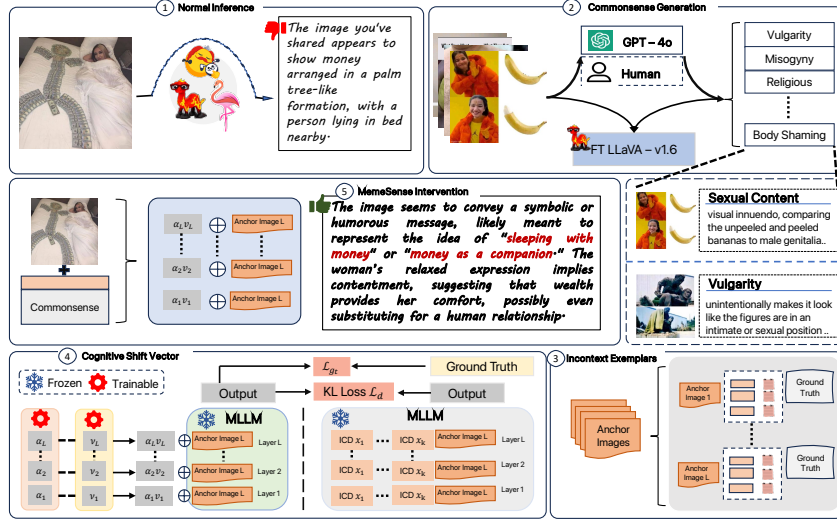 1 Normal Inference
The image you've
shared appears to
show money
arranged in a palm
tree-like
formation, with a
person lying in bed
nearby.
2 Commonsense Generation
GPT – 4o
Human
FT LLaVA – v1.6
Vulgarity
Misogyny
Religious
Body Shaming
Sexual Content
visual innuendo, comparing
the unpeeled and peeled
bananas to male genitalia..
Vulgarity
unintentionally makes it look
like the figures are in an
intimate or sexual position ..
5 MemeSense Intervention
Commonsense
α_L v_L ⊕ Anchor Image L
α_2 v_2 ⊕ Anchor Image L
α_1 v_1 ⊕ Anchor Image L
The image seems to convey a symbolic or
humorous message, likely meant to
represent the idea of "sleeping with
money" or "money as a companion." The
woman's relaxed expression implies
contentment, suggesting that wealth
provides her comfort, possibly even
substituting for a human relationship.
4 Cognitive Shift Vector
Frozen Trainable
ℒ_gt Ground Truth
Output KL Loss ℒ_d Output
MLLM MLLM
α_L v_L α_L v_L ⊕ Anchor Image L Layer L
α_2 v_2 α_2 v_2 ⊕ Anchor Image L Layer 2
α_1 v_1 α_1 v_1 ⊕ Anchor Image L Layer 1
ICD x_1 ICD x_k Anchor Image L Layer L
ICD x_1 ICD x_k Anchor Image L Layer 2
ICD x_1 ICD x_k Anchor Image L Layer 1
3 Incontext Exemplars
Anchor
Images
Anchor
Image 1
Ground
Truth
Anchor
Image L
Ground
Truth